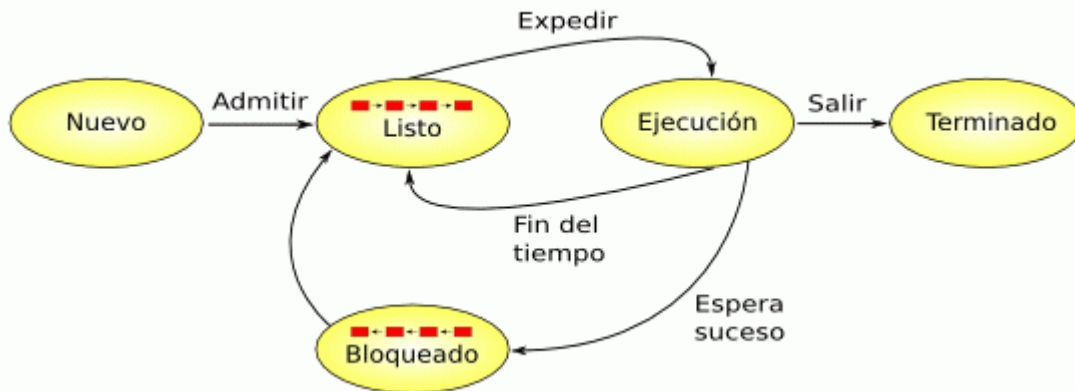 Expedir
Nuevo
Admitir
Listo
Ejecución
Salir
Terminado
Fin del
tiempo
Espera
suceso
Bloqueado